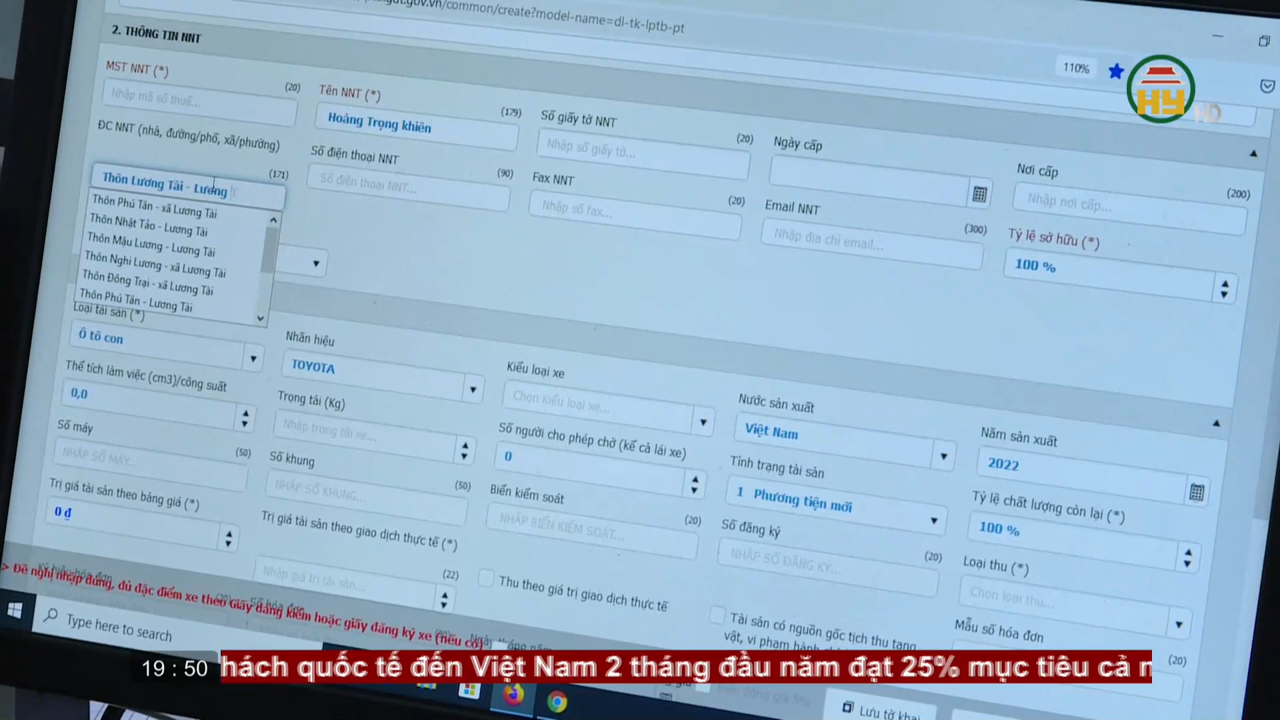 gov.vn/common/create?model-name=dl-tk-lptb-pt
110%
HY HD
2. THÔNG TIN NNT
MST NNT (*) (20)
Nhập mã số thuế...
Tên NNT (*) (179)
Hoàng Trọng khiên
Số giấy tờ NNT (20)
Nhập số giấy tờ...
Ngày cấp
Nơi cấp (200)
Nhập nơi cấp...
ĐC NNT (nhà, đường/phố, xã/phường) (171)
Thôn Lương Tài - Lương
Số điện thoại NNT (90)
Số điện thoại NNT...
Fax NNT (20)
Nhập số fax...
Email NNT (300)
Nhập địa chỉ email...
Tỷ lệ sở hữu (*)
100 %
Thôn Phú Tân - xã Lương Tài
Thôn Nhật Tảo - Lương Tài
Thôn Mậu Lương - Lương Tài
Thôn Nghi Lương - xã Lương Tài
Thôn Đông Trại - xã Lương Tài
Thôn Phú Tân - Lương Tài
Loại tài sản (*)
Ô tô con
Nhãn hiệu
TOYOTA
Kiểu loại xe
Chọn kiểu loại xe...
Nước sản xuất
Việt Nam
Năm sản xuất
2022
Thể tích làm việc (cm3)/công suất
0,0
Trọng tải (Kg)
Nhập trọng tải xe...
Số người cho phép chở (kể cả lái xe)
0
Tình trạng tài sản
1 Phương tiện mới
Tỷ lệ chất lượng còn lại (*)
100 %
Số máy (50)
NHẬP SỐ MÁY...
Số khung (50)
NHẬP SỐ KHUNG...
Biển kiểm soát (20)
NHẬP BIỂN KIỂM SOÁT...
Số đăng ký (20)
NHẬP SỐ ĐĂNG KÝ...
Loại thu (*)
Chọn loại thu...
Trị giá tài sản theo bảng giá (*)
0 đ
Trị giá tài sản theo giao dịch thực tế (*) (22)
Nhập giá trị tài sản...
Thu theo giá trị giao dịch thực tế
Tài sản có nguồn gốc tịch thu tang
vật, vi phạm hành
Mẫu số hóa đơn (20)
Ký hiệu hóa đơn
Số hóa đơn
> Đề nghị nhập đúng, đủ đặc điểm xe theo Giấy đăng kiểm hoặc giấy đăng ký xe (nếu có)
Type here to search
Lưu tờ khai
19 : 50
hách quốc tế đến Việt Nam 2 tháng đầu năm đạt 25% mục tiêu cả n